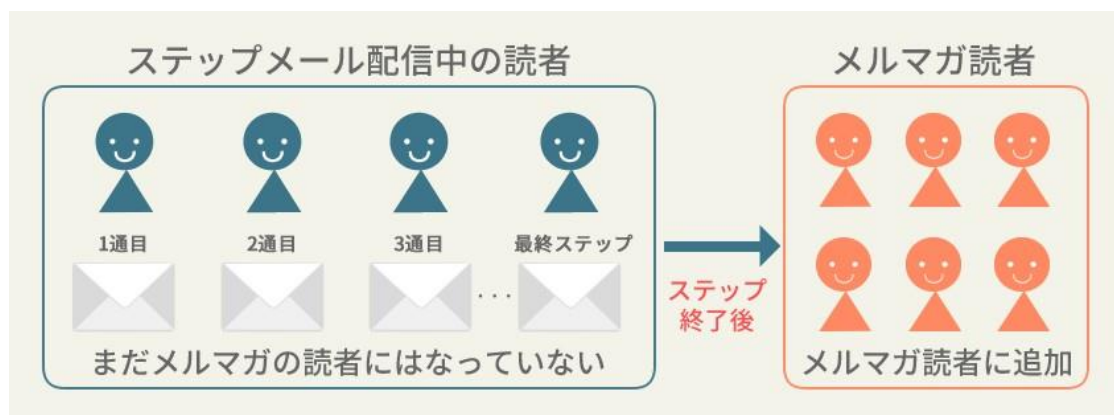 ステップメール配信中の読者
メルマガ読者
1通目
2通目
3通目
最終ステップ
・・・
ステップ
終了後
まだメルマガの読者にはなっていない
メルマガ読者に追加